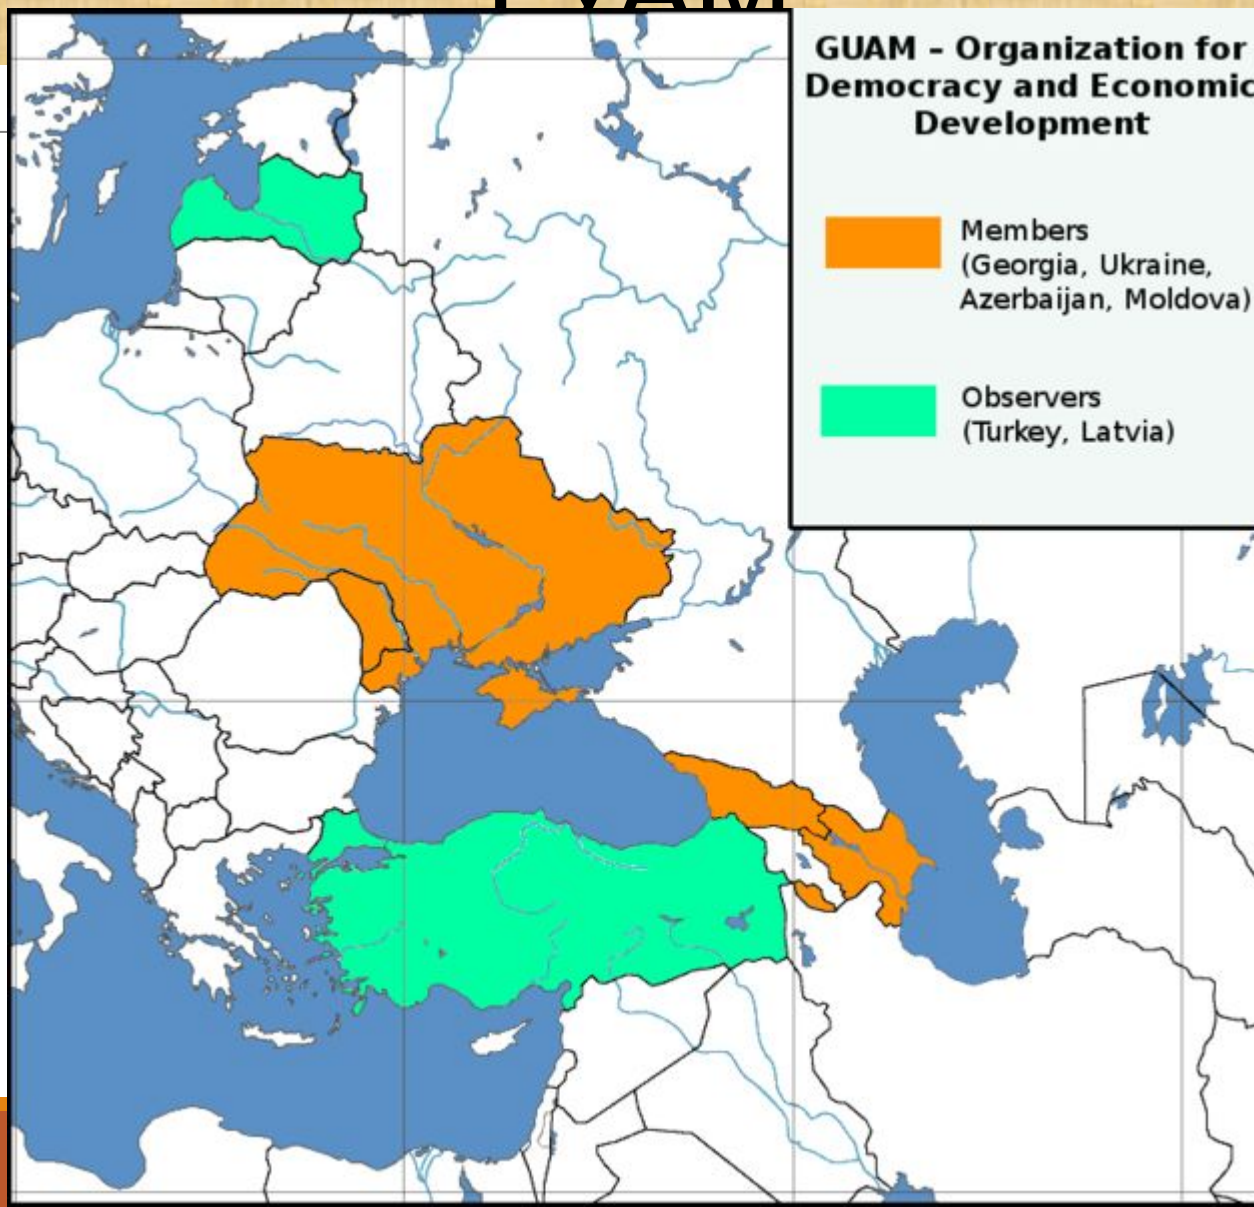 GUAM – Organization for
Democracy and Economic
Development
Members
(Georgia, Ukraine,
Azerbaijan, Moldova)
Observers
(Turkey, Latvia)